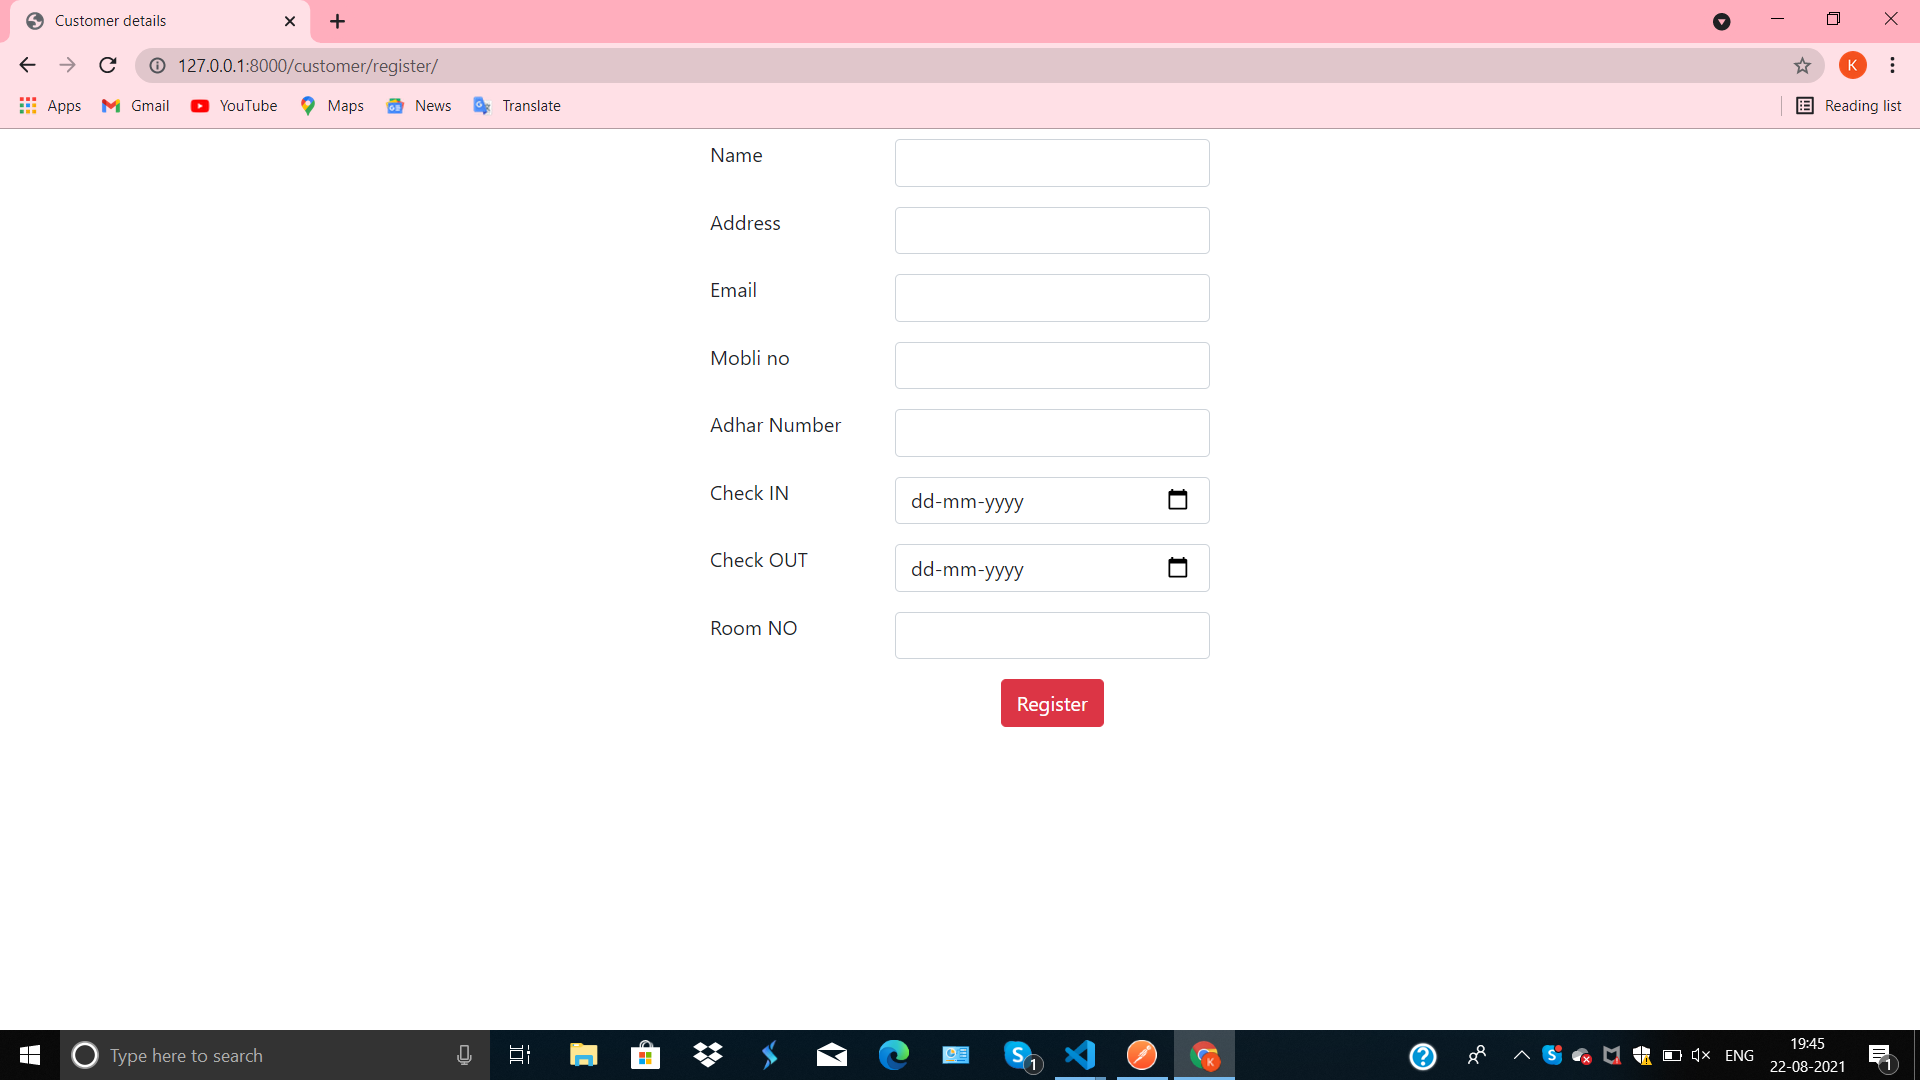 Customer details
127.0.0.1:8000/customer/register/
K
Apps Gmail YouTube Maps News Translate Reading list
Name
Address
Email
Mobli no
Adhar Number
Check IN
dd-mm-yyyy
Check OUT
dd-mm-yyyy
Room NO
Register
Type here to search
1
ENG
19:45
22-08-2021
1